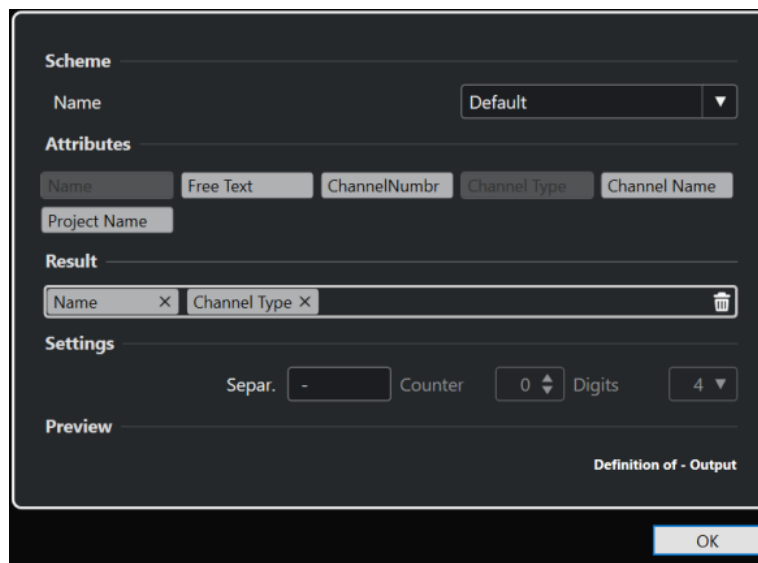 Scheme
Name Default
Attributes
Name Free Text ChannelNumbr Channel Type Channel Name
Project Name
Result
Name Channel Type
Settings
Separ. - Counter 0 Digits 4
Preview
Definition of - Output
OK